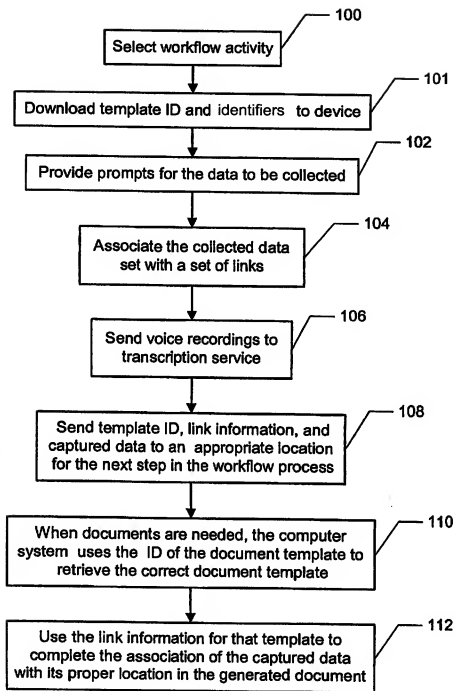 100
Select workflow activity
101
Download template ID and identifiers to device
102
Provide prompts for the data to be collected
104
Associate the collected data
set with a set of links
106
Send voice recordings to
transcription service
108
Send template ID, link information, and
captured data to an appropriate location
for the next step in the workflow process
110
When documents are needed, the computer
system uses the ID of the document template to
retrieve the correct document template
112
Use the link information for that template to
complete the association of the captured data
with its proper location in the generated document